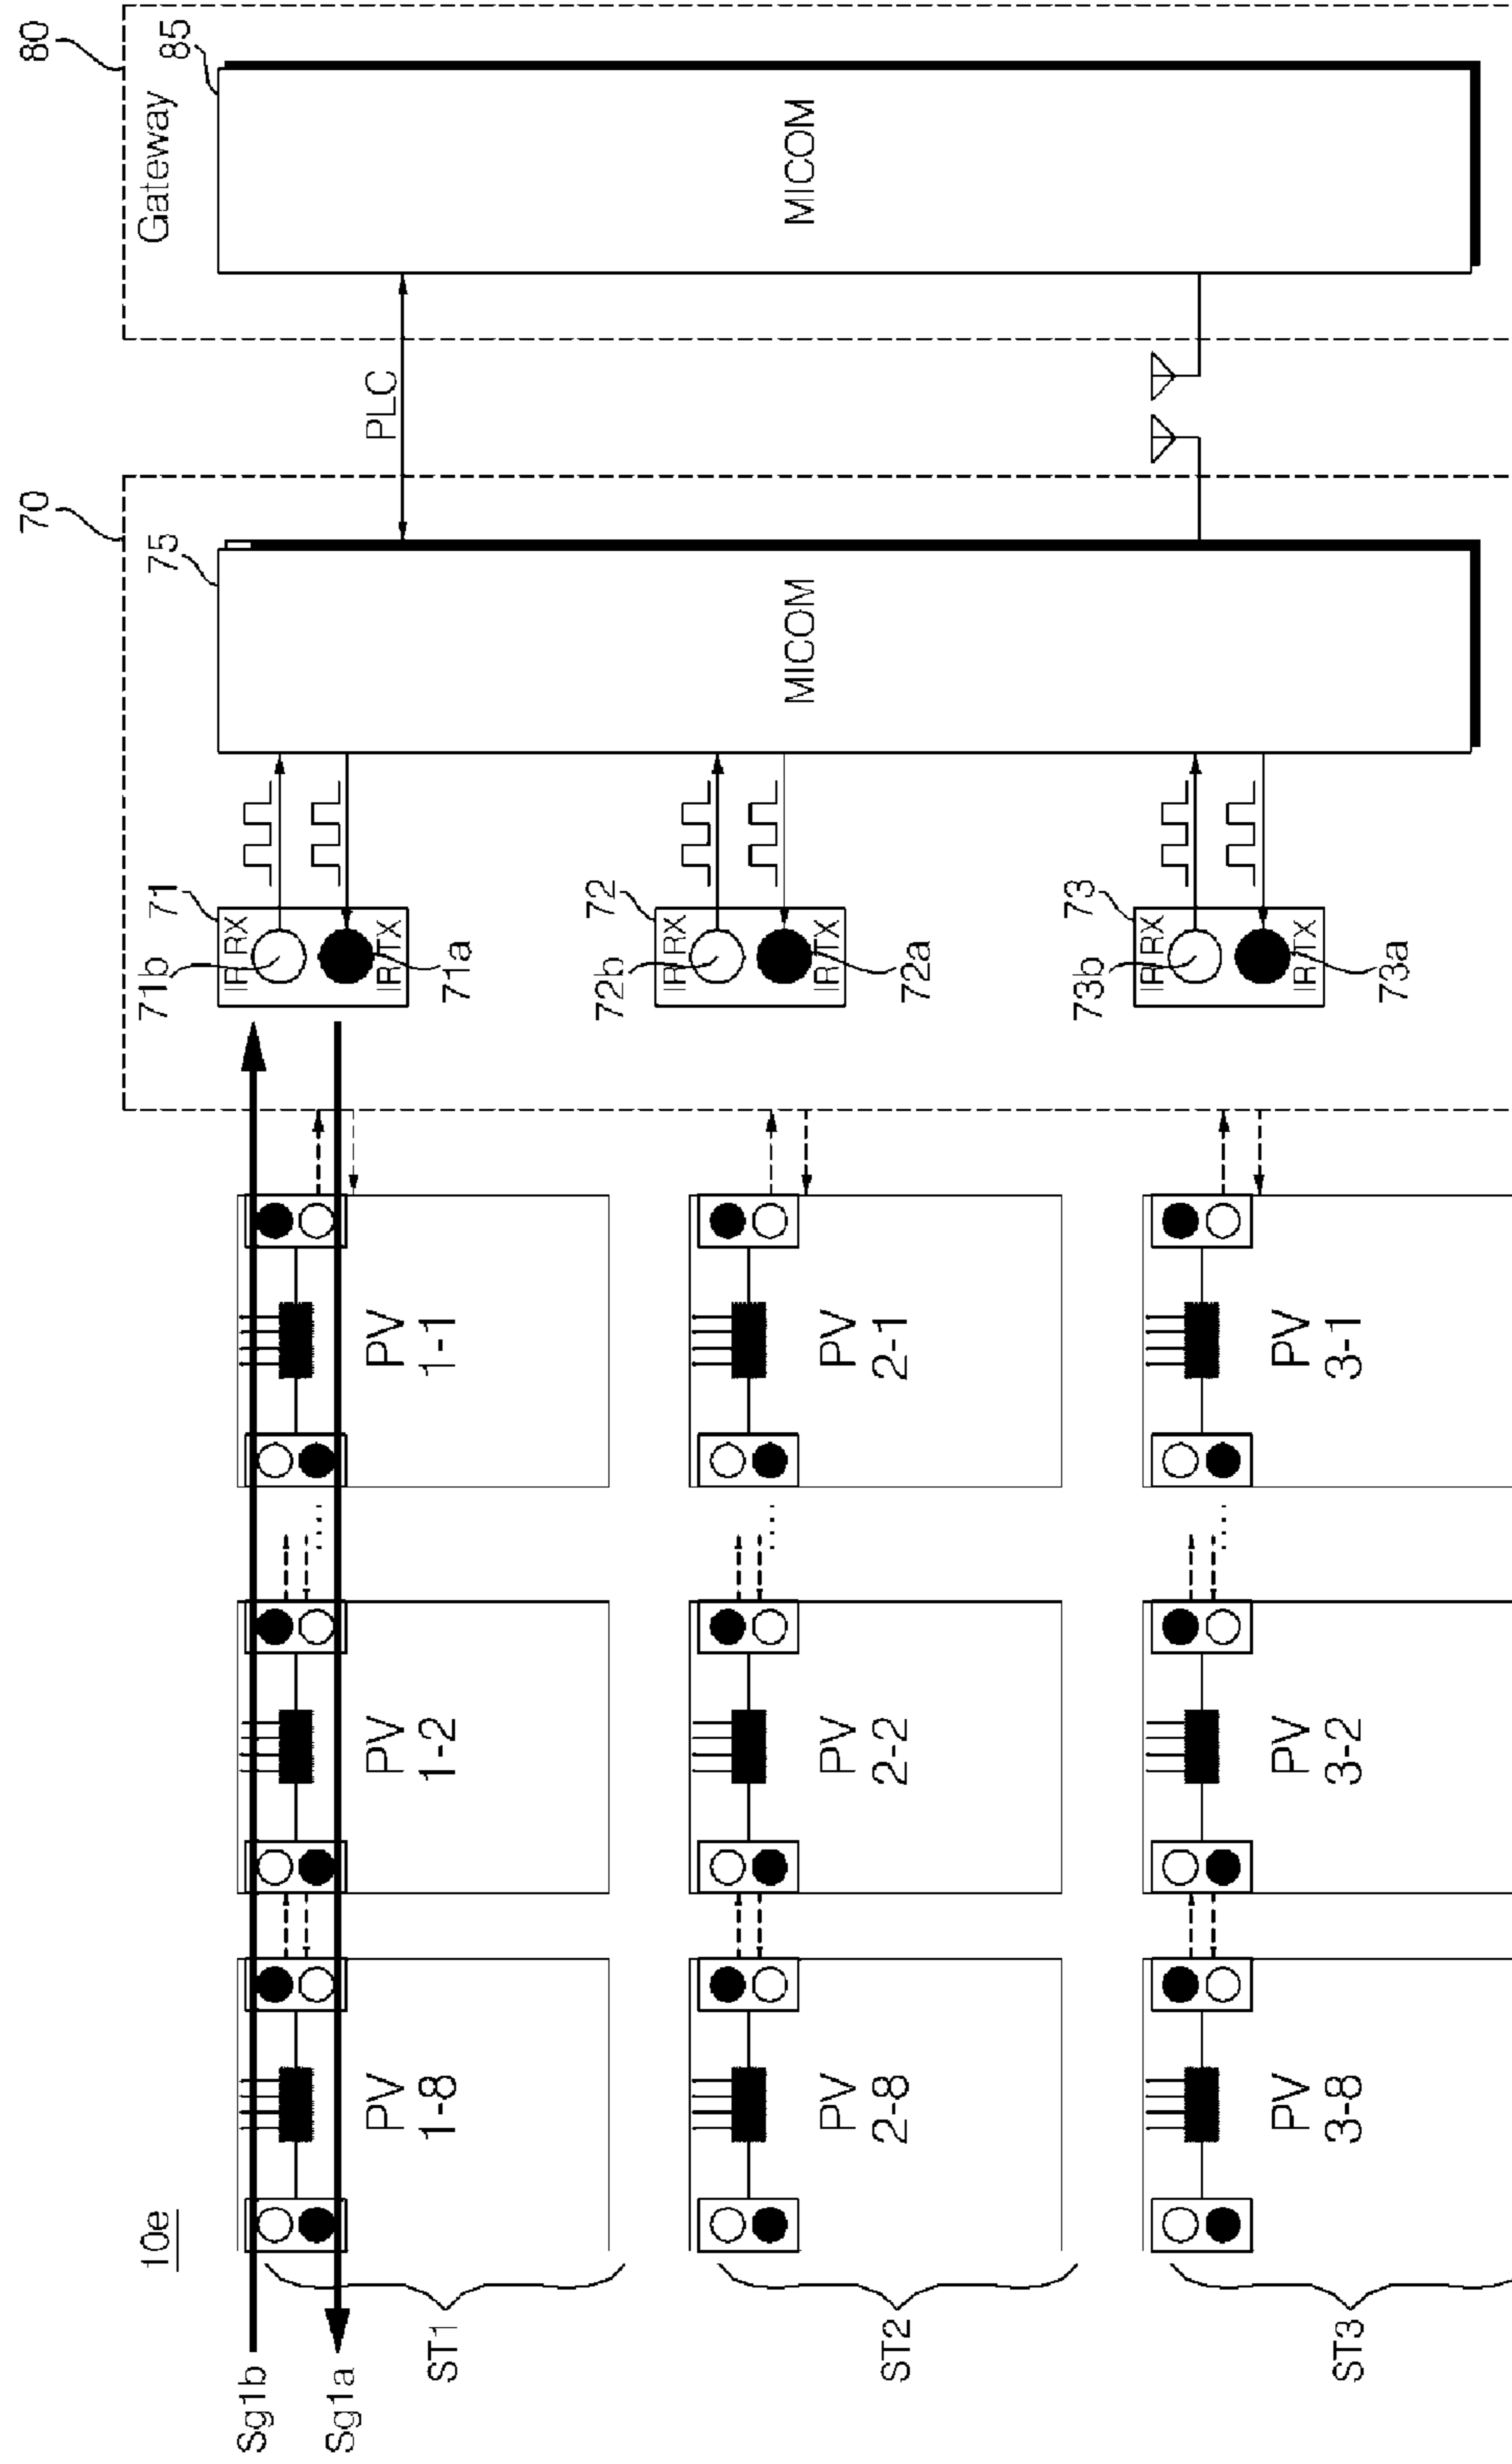 10e
80
Gateway
85
MICOM
PLC
70
75
MICOM
71
71b
IR RX
IR TX
71a
72
72b
IR RX
IR TX
72a
73
73b
IR RX
IR TX
73a
Sg1b
Sg1a
ST1
PV
1-8
PV
1-2
....
PV
1-1
ST2
PV
2-8
PV
2-2
....
PV
2-1
ST3
PV
3-8
PV
3-2
....
PV
3-1